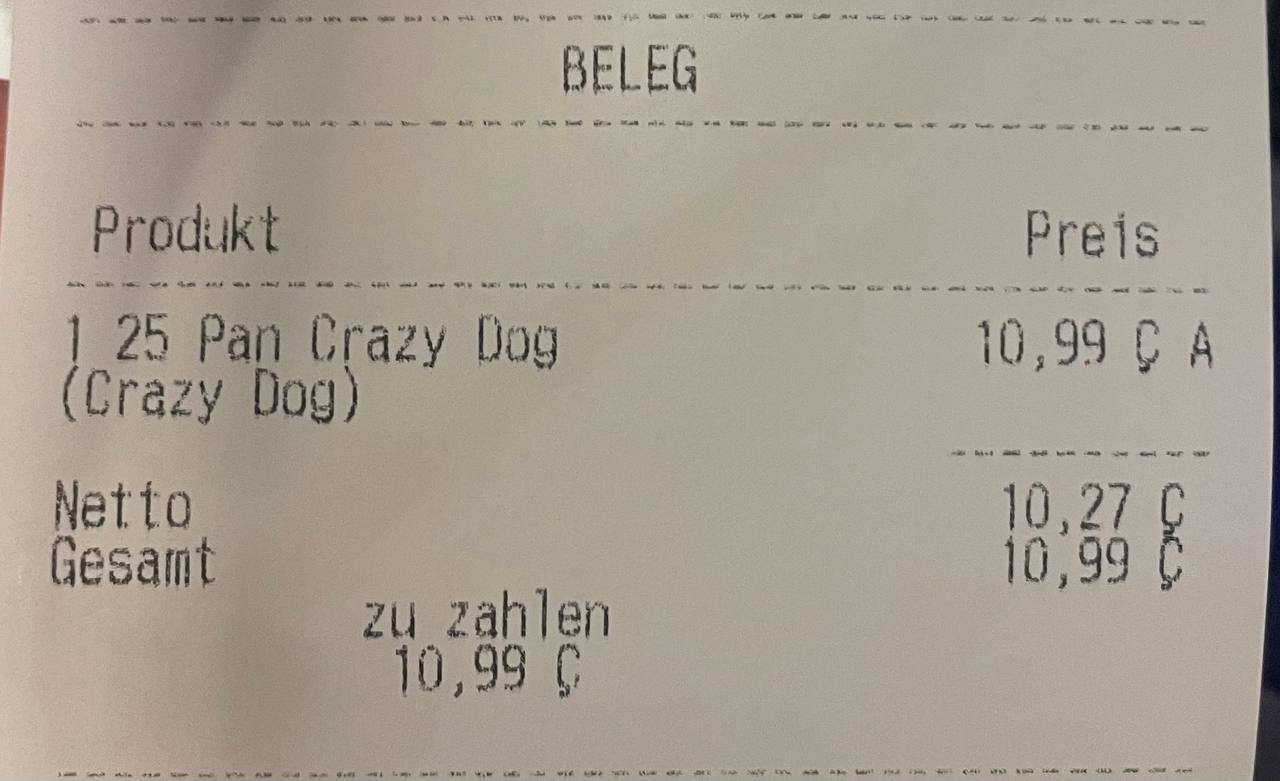 BELEG
Produkt Preis
1 25 Pan Crazy Dog 10,99 Ç A
(Crazy Dog)
Netto 10,27 Ç
Gesamt 10,99 Ç
zu zahlen
10,99 Ç